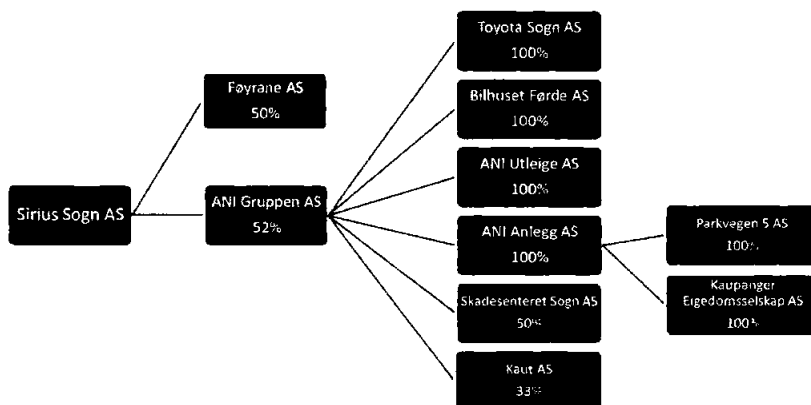 Sirius Sogn AS
Føyrane AS
50%
ANI Gruppen AS
52%
Toyota Sogn AS
100%
Bilhuset Førde AS
100%
ANI Utleige AS
100%
ANI Anlegg AS
100%
Skadesenteret Sogn AS
50%
Kaut AS
33%
Parkvegen 5 AS
100%
Kaupanger
Eigedomsselskap AS
100%